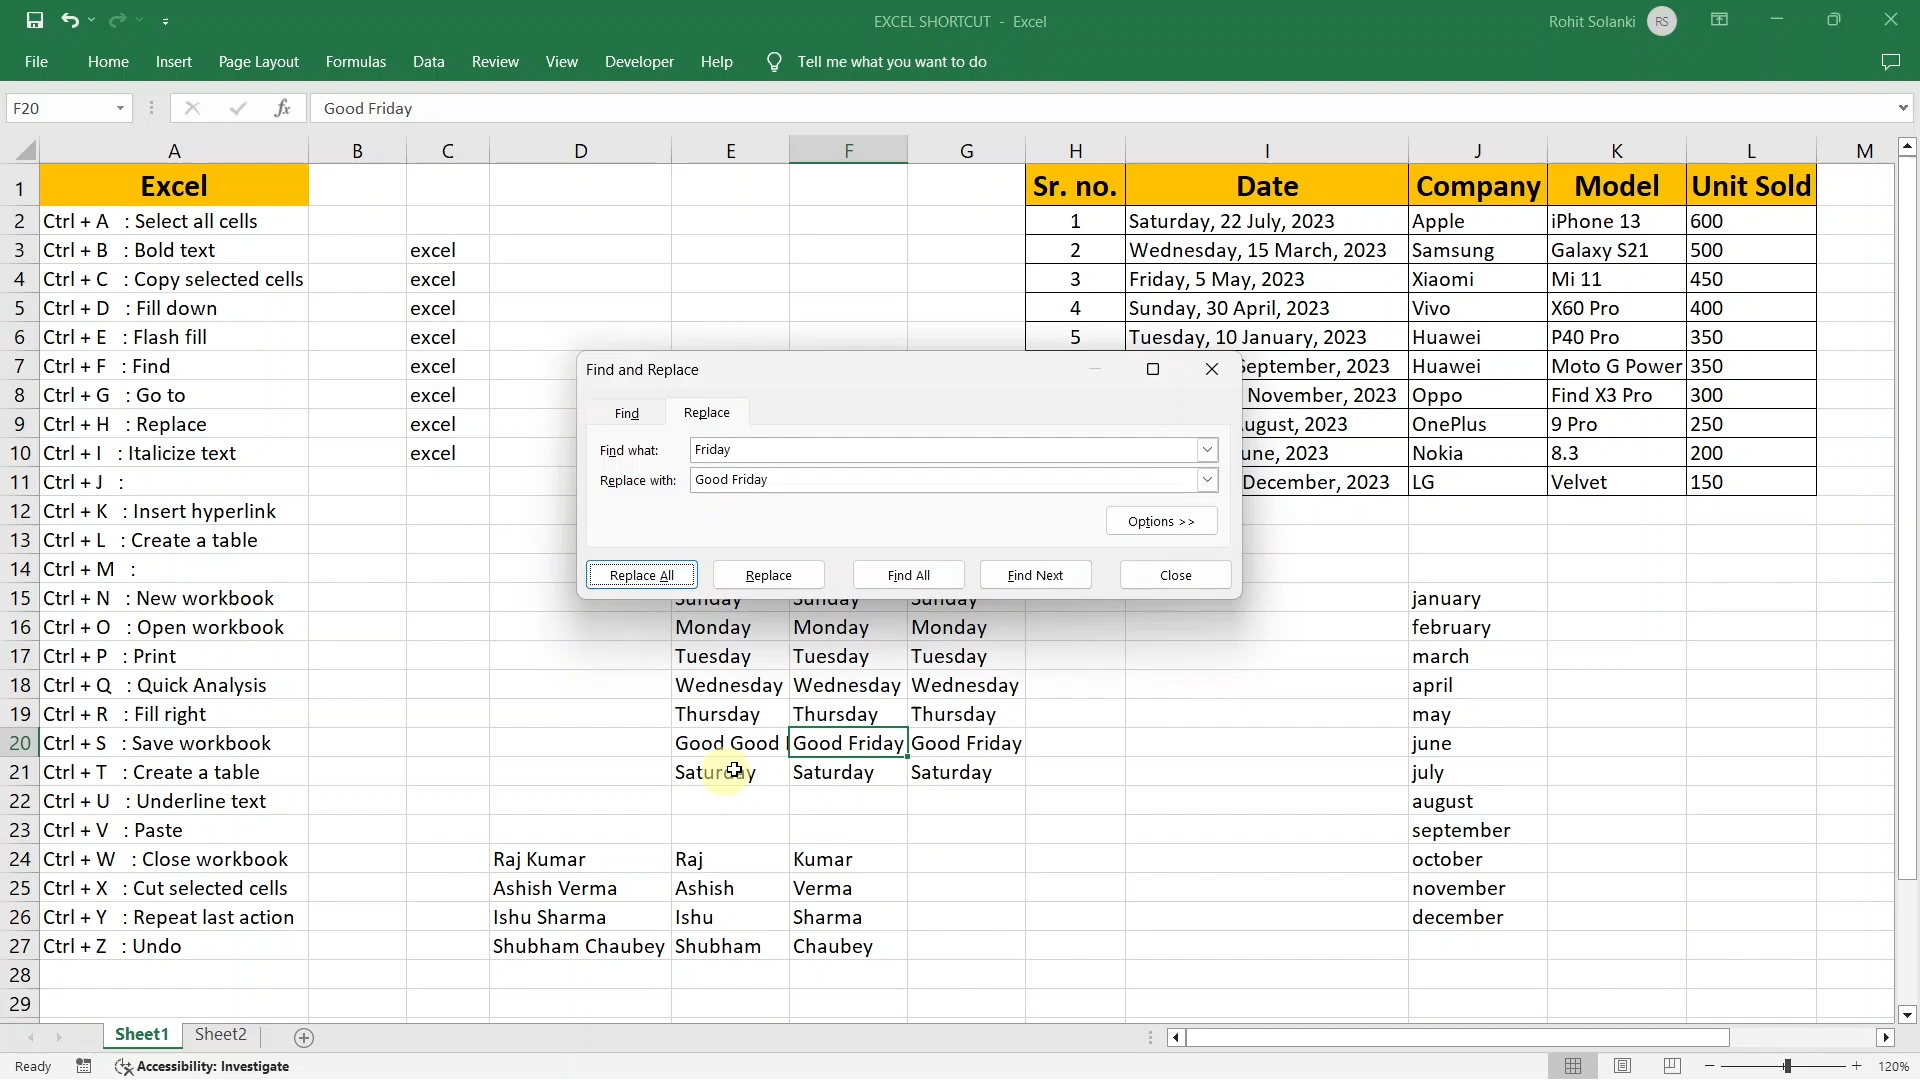 EXCEL SHORTCUT - Excel
Rohit Solanki RS
File Home Insert Page Layout Formulas Data Review View Developer Help Tell me what you want to do
F20 fx Good Friday
A B C D E F G H I J K L M
1 Excel Sr. no. Date Company Model Unit Sold
2 Ctrl + A : Select all cells 1 Saturday, 22 July, 2023 Apple iPhone 13 600
3 Ctrl + B : Bold text excel 2 Wednesday, 15 March, 2023 Samsung Galaxy S21 500
4 Ctrl + C : Copy selected cells excel 3 Friday, 5 May, 2023 Xiaomi Mi 11 450
5 Ctrl + D : Fill down excel 4 Sunday, 30 April, 2023 Vivo X60 Pro 400
6 Ctrl + E : Flash fill excel 5 Tuesday, 10 January, 2023 Huawei P40 Pro 350
7 Ctrl + F : Find excel September, 2023 Huawei Moto G Power 350
8 Ctrl + G : Go to excel November, 2023 Oppo Find X3 Pro 300
9 Ctrl + H : Replace excel ugust, 2023 OnePlus 9 Pro 250
10 Ctrl + I : Italicize text excel une, 2023 Nokia 8.3 200
11 Ctrl + J : December, 2023 LG Velvet 150
Find and Replace
Find Replace
Find what: Friday
Replace with: Good Friday
Options >>
Replace All Replace Find All Find Next Close
12 Ctrl + K : Insert hyperlink
13 Ctrl + L : Create a table
14 Ctrl + M :
15 Ctrl + N : New workbook Sunday Sunday Sunday january
16 Ctrl + O : Open workbook Monday Monday Monday february
17 Ctrl + P : Print Tuesday Tuesday Tuesday march
18 Ctrl + Q : Quick Analysis Wednesday Wednesday Wednesday april
19 Ctrl + R : Fill right Thursday Thursday Thursday may
20 Ctrl + S : Save workbook Good Good Good Friday Good Friday june
21 Ctrl + T : Create a table Saturday Saturday Saturday july
22 Ctrl + U : Underline text august
23 Ctrl + V : Paste september
24 Ctrl + W : Close workbook Raj Kumar Raj Kumar october
25 Ctrl + X : Cut selected cells Ashish Verma Ashish Verma november
26 Ctrl + Y : Repeat last action Ishu Sharma Ishu Sharma december
27 Ctrl + Z : Undo Shubham Chaubey Shubham Chaubey
28
29
Sheet1 Sheet2
Ready Accessibility: Investigate 120%